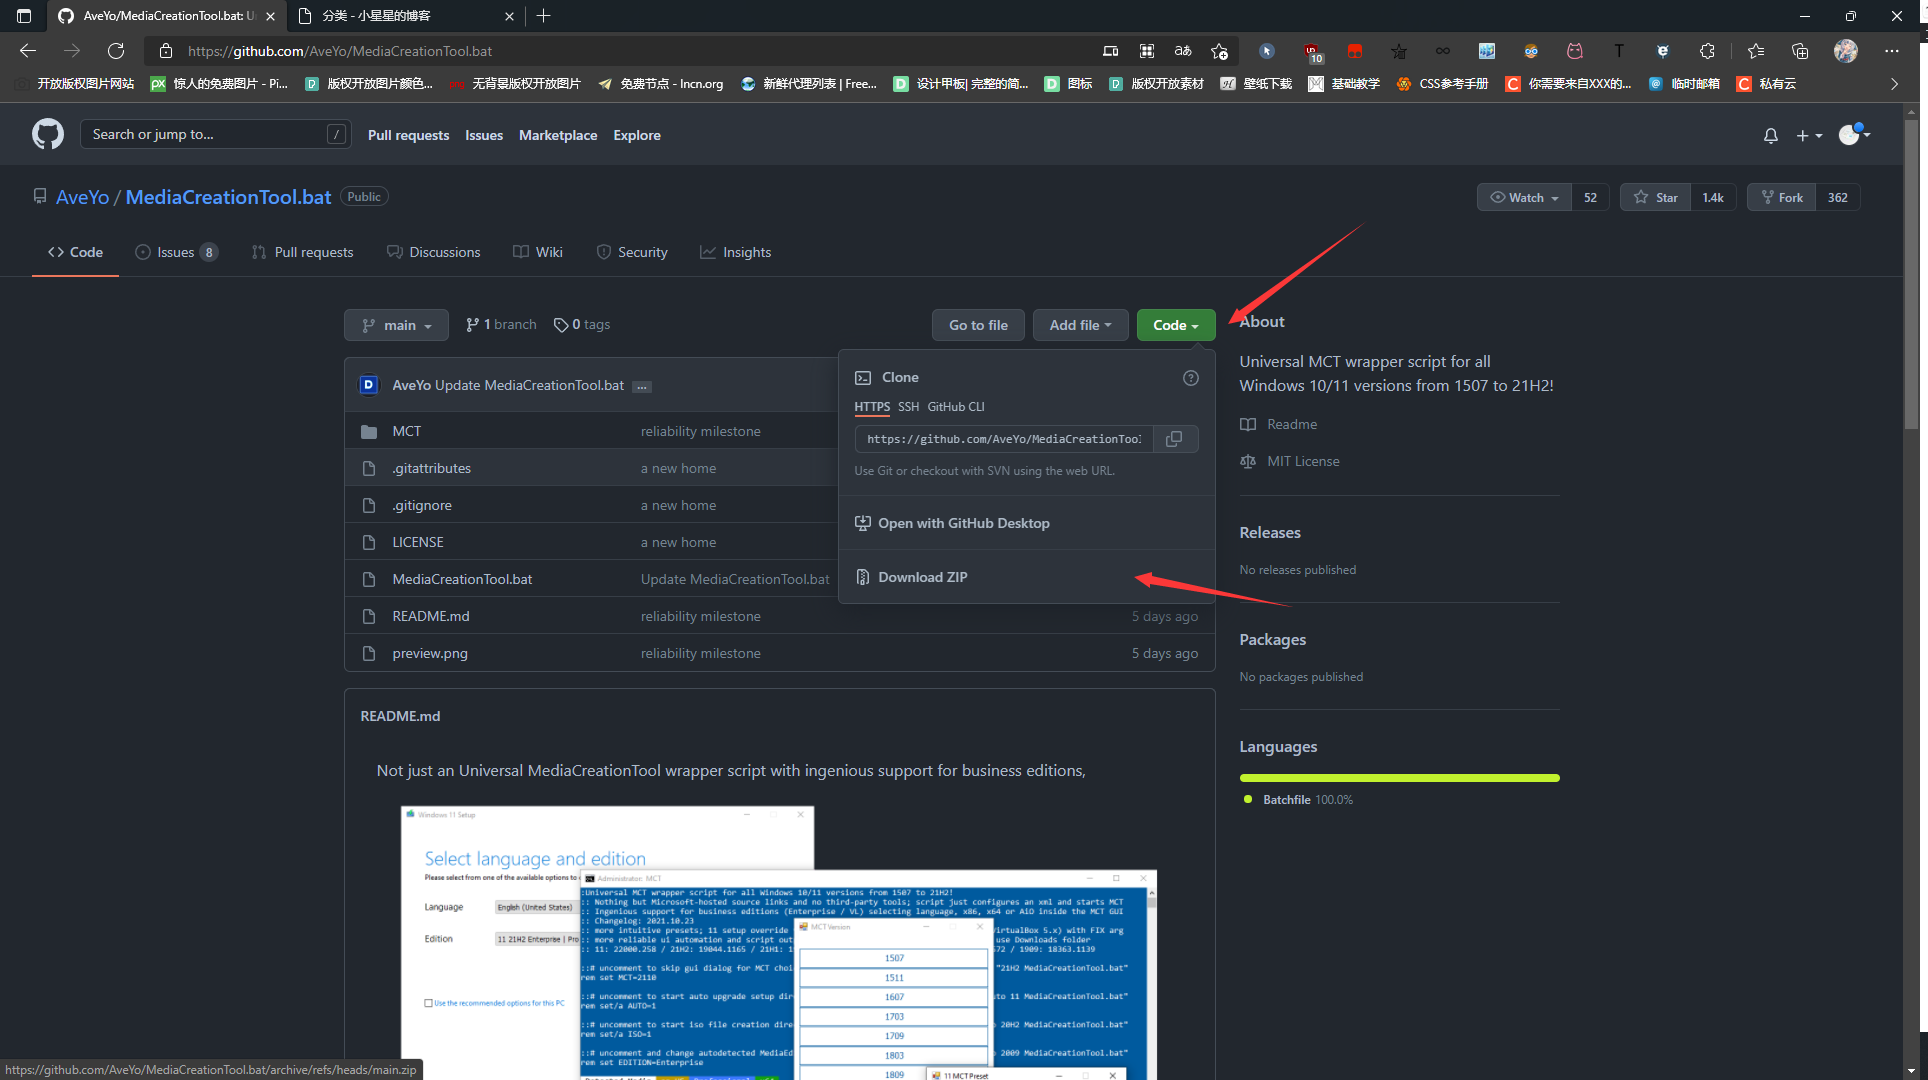 AveYo/MediaCreationTool.bat: U
分类 - 小星星的博客
https://github.com/AveYo/MediaCreationTool.bat
10
开放版权图片网站
惊人的免费图片 - Pi...
版权开放图片颜色...
无背景版权开放图片
免费节点 - lncn.org
新鲜代理列表 | Free...
设计甲板| 完整的简...
图标
版权开放素材
壁纸下载
基础教学
CSS参考手册
你需要来自XXX的...
临时邮箱
私有云
Search or jump to...
/
Pull requests
Issues
Marketplace
Explore
AveYo / MediaCreationTool.bat
Public
Watch
52
Star
1.4k
Fork
362
Code
Issues 8
Pull requests
Discussions
Wiki
Security
Insights
main
1 branch
0 tags
Go to file
Add file
Code
About
Universal MCT wrapper script for all
Windows 10/11 versions from 1507 to 21H2!
Readme
MIT License
Releases
No releases published
Packages
No packages published
Languages
Batchfile 100.0%
Clone
HTTPS SSH GitHub CLI
https://github.com/AveYo/MediaCreationTool
Use Git or checkout with SVN using the web URL.
Open with GitHub Desktop
Download ZIP
AveYo Update MediaCreationTool.bat ...
MCT reliability milestone
.gitattributes a new home
.gitignore a new home
LICENSE a new home
MediaCreationTool.bat Update MediaCreationTool.bat
README.md reliability milestone 5 days ago
preview.png reliability milestone 5 days ago
README.md
Not just an Universal MediaCreationTool wrapper script with ingenious support for business editions,
Windows 11 Setup
Select language and edition
Please select from one of the available options to
Language English (United States)
Edition 11 21H2 Enterprise | Pro
Use the recommended options for this PC
Administrator: MCT
:Universal MCT wrapper script for all Windows 10/11 versions from 1507 to 21H2!
:: Nothing but Microsoft-hosted source links and no third-party tools; script just configures an xml and starts MCT
:: Ingenious support for business editions (Enterprise / VL) selecting language, x86, x64 or AiO inside the MCT GUI
:: Changelog: 2021.10.23
:: more intuitive presets; 11 setup override
VirtualBox 5.x) with FIX arg
:: more reliable ui automation and script out
use Downloads folder
:: 11: 22000.258 / 21H2: 19044.1165 / 21H1: 1
572 / 1909: 18363.1139
::# uncomment to skip gui dialog for MCT choi
"21H2 MediaCreationTool.bat"
rem set MCT=2110
::# uncomment to start auto upgrade setup dir
to 11 MediaCreationTool.bat"
rem set/a AUTO=1
::# uncomment to start iso file creation dire
20H2 MediaCreationTool.bat"
rem set/a ISO=1
::# uncomment and change autodetected MediaEd
2009 MediaCreationTool.bat"
rem set EDITION=Enterprise
MCT Version
1507
1511
1607
1703
1709
1803
1809
11 MCT Preset
https://github.com/AveYo/MediaCreationTool.bat/archive/refs/heads/main.zip